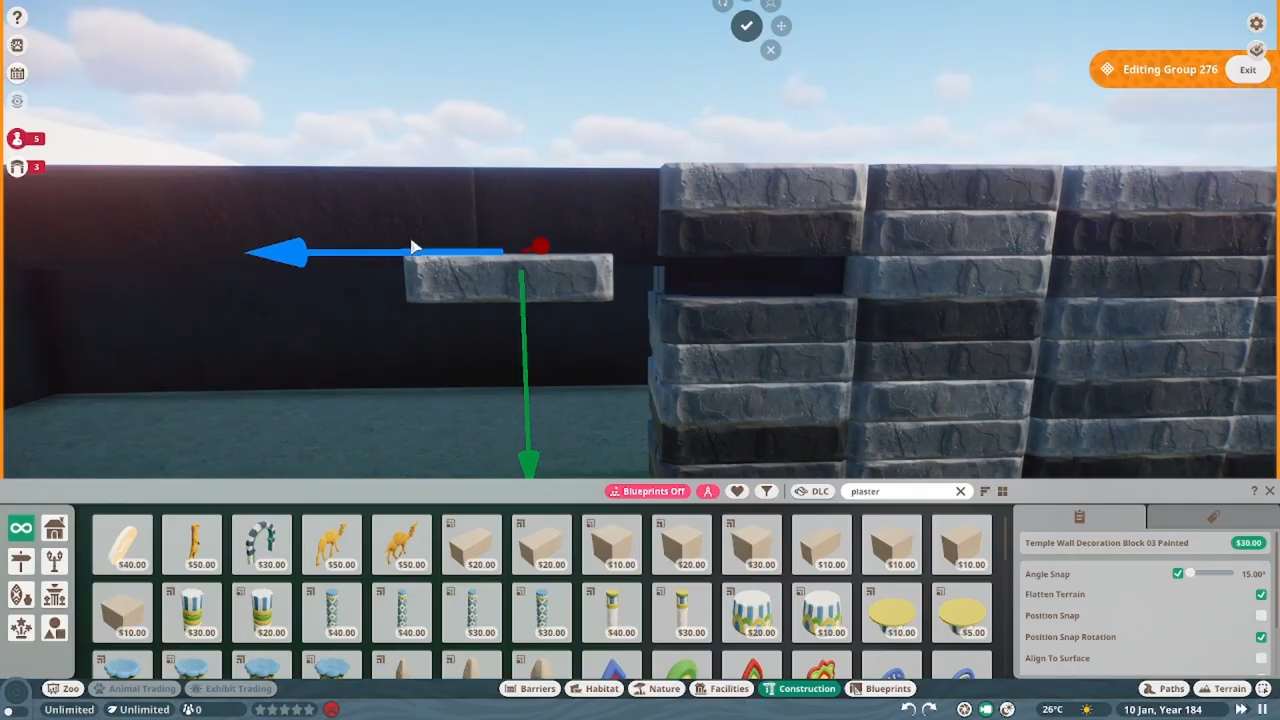 ?
5
3
Editing Group 276
Exit
Blueprints Off
DLC
plaster
?
$40.00 $50.00 $30.00 $50.00 $50.00 $20.00 $20.00 $10.00 $20.00 $30.00 $10.00 $10.00 $10.00
$10.00 $30.00 $20.00 $40.00 $40.00 $30.00 $30.00 $40.00 $30.00 $20.00 $10.00 $10.00 $5.00
Temple Wall Decoration Block 03 Painted $30.00
Angle Snap 15.00°
Flatten Terrain
Position Snap
Position Snap Rotation
Align To Surface
Zoo Animal Trading Exhibit Trading Barriers Habitat Nature Facilities Construction Blueprints Paths Terrain
Unlimited Unlimited 0 26°C 10 Jan, Year 184